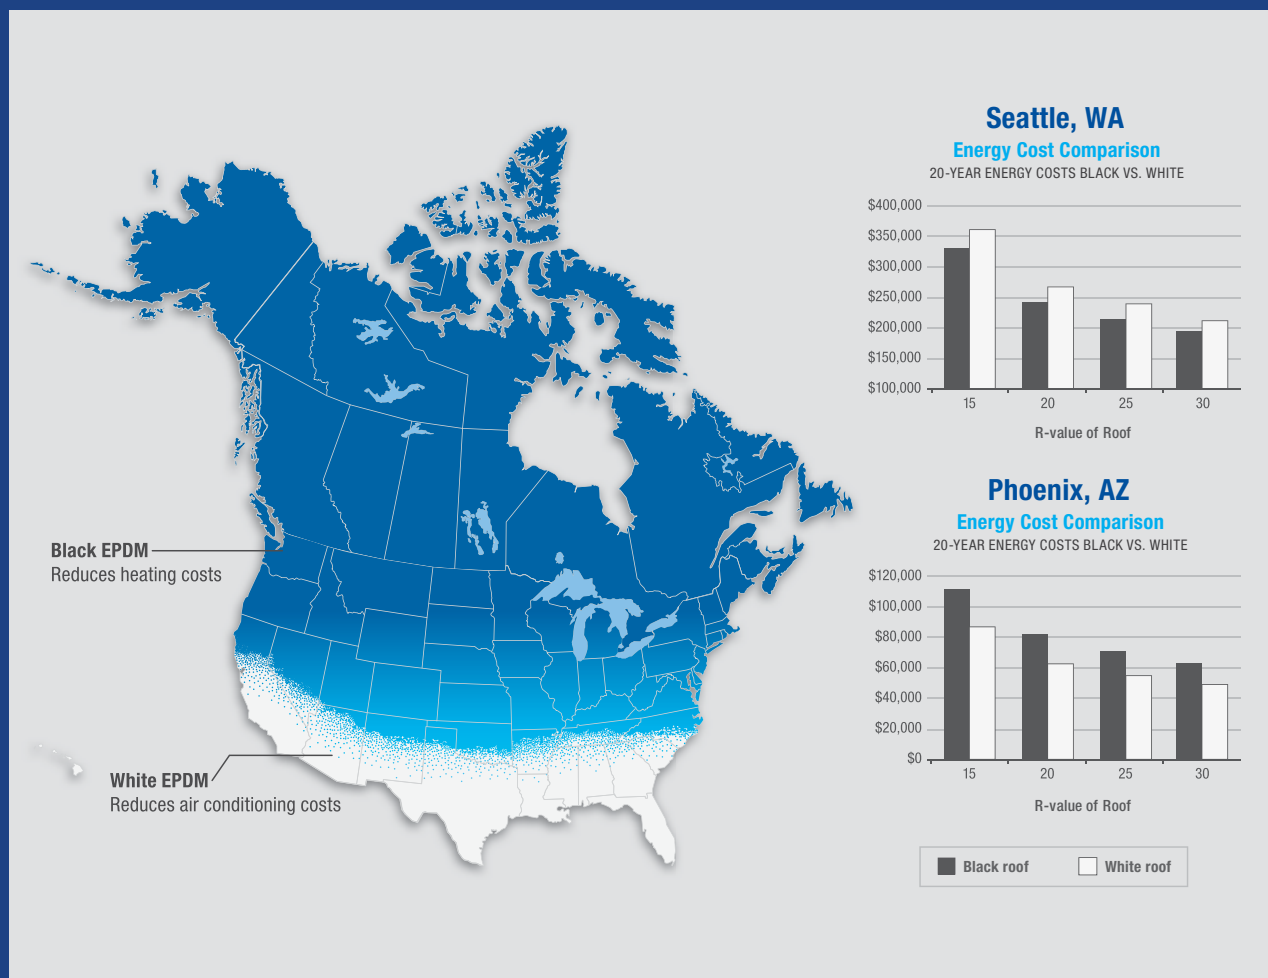 Seattle, WA
Energy Cost Comparison
20-YEAR ENERGY COSTS BLACK VS. WHITE
$400,000
$350,000
$300,000
$250,000
$200,000
$150,000
$100,000
15 20 25 30
R-value of Roof
Phoenix, AZ
Energy Cost Comparison
20-YEAR ENERGY COSTS BLACK VS. WHITE
$120,000
$100,000
$80,000
$60,000
$40,000
$20,000
$0
15 20 25 30
R-value of Roof
Black roof White roof
Black EPDM
Reduces heating costs
White EPDM
Reduces air conditioning costs